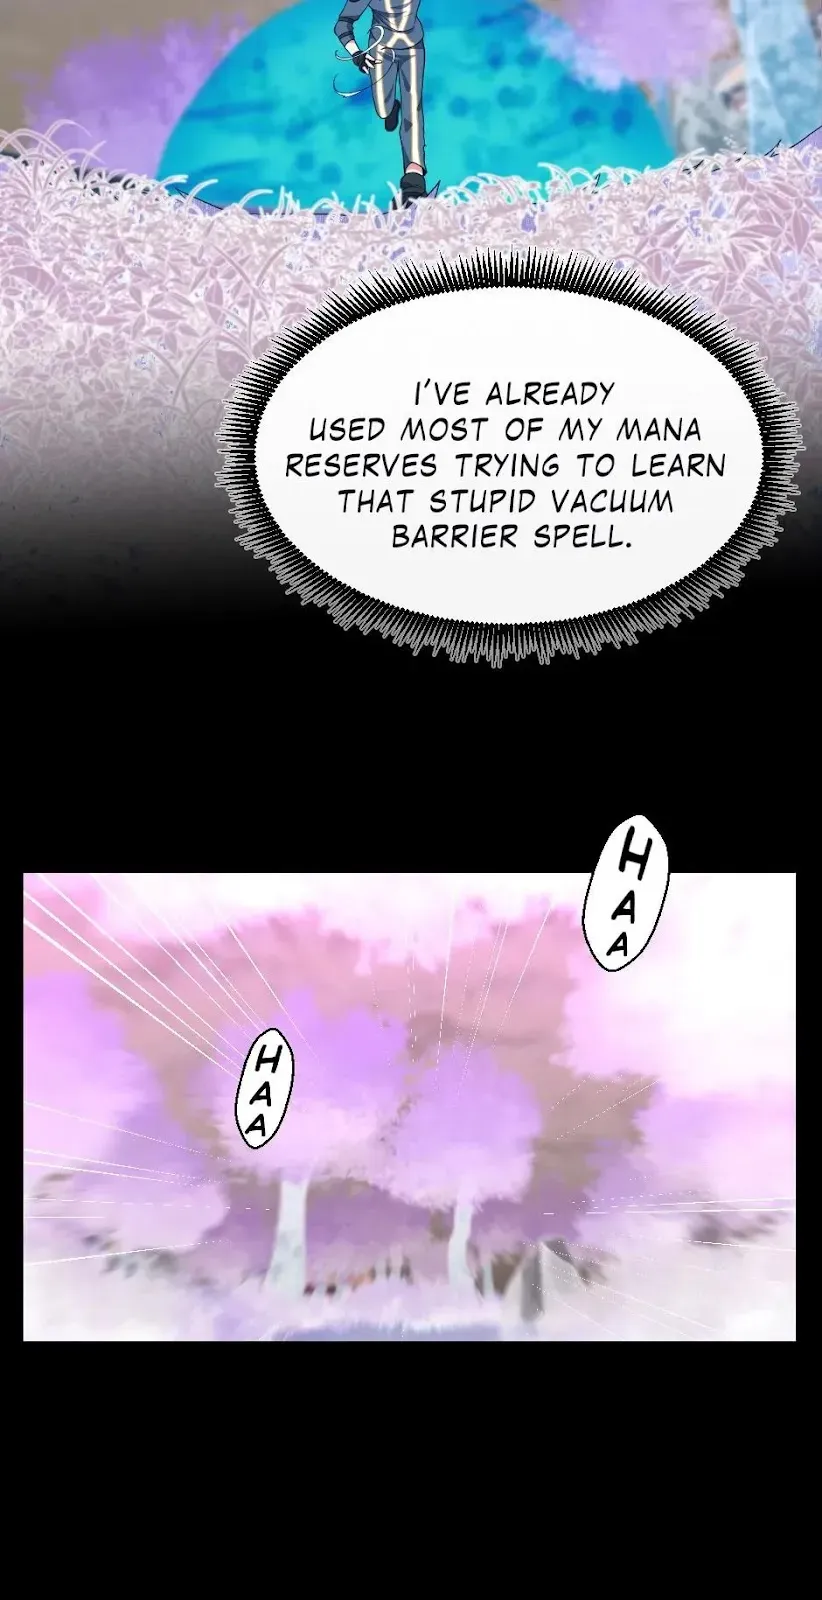 I'VE ALREADY
USED MOST OF MY MANA
RESERVES TRYING TO LEARN
THAT STUPID VACUUM
BARRIER SPELL.
HAA
HAA